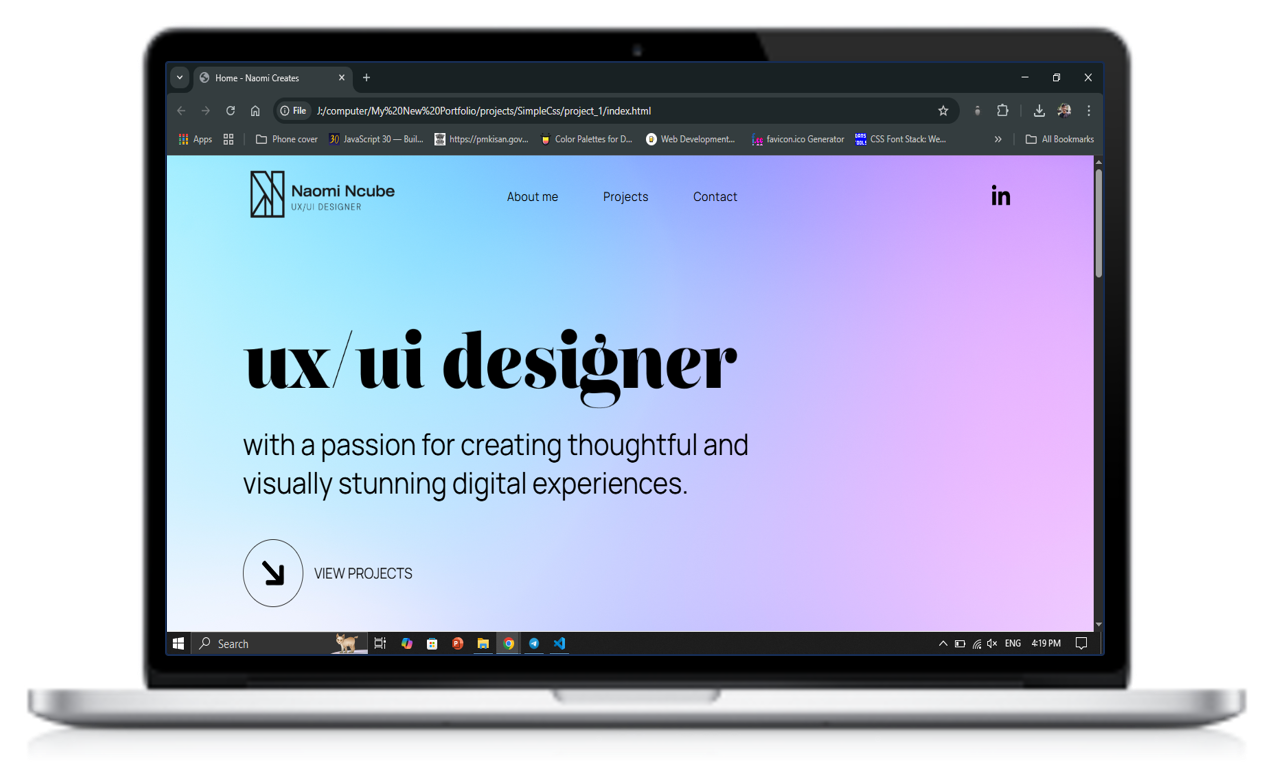 Home - Naomi Creates
File J:/computer/My%20New%20Portfolio/projects/SimpleCss/project_1/index.html
Apps Phone cover 30 JavaScript 30 — Buil... https://pmkisan.gov... Color Palettes for D... Web Development... favicon.ico Generator CSS Font Stack: We... » All Bookmarks
Naomi Ncube
UX/UI DESIGNER
About me Projects Contact
in
ux/ui designer
with a passion for creating thoughtful and
visually stunning digital experiences.
VIEW PROJECTS
Search ENG 4:19 PM